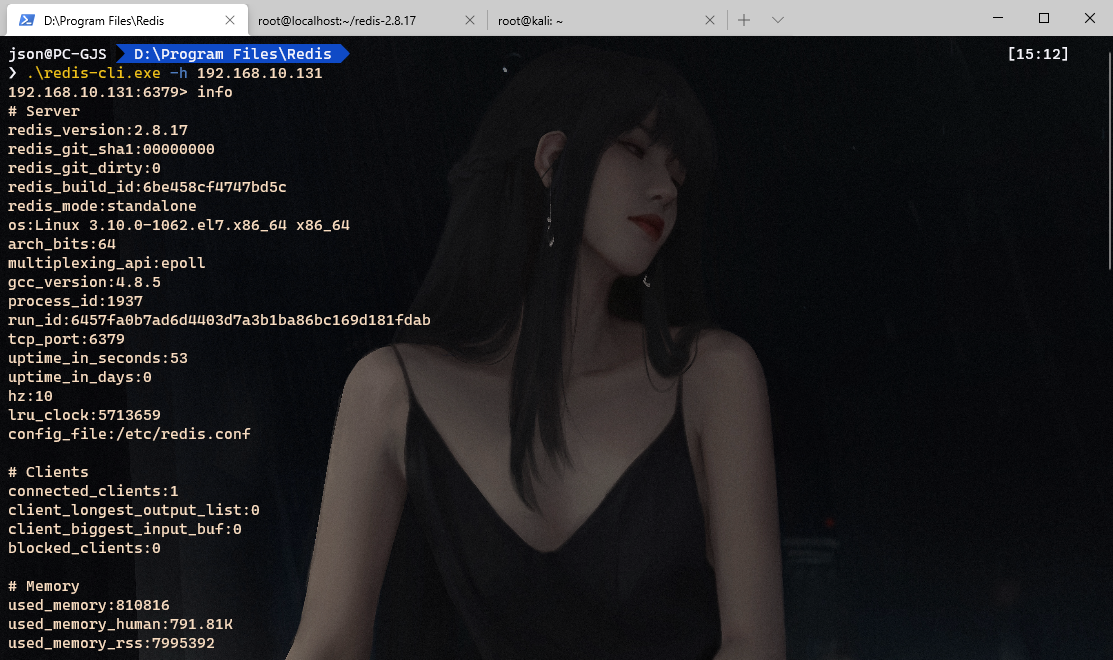 D:\Program Files\Redis
root@localhost:~/redis-2.8.17
root@kali: ~
json@PC-GJS D:\Program Files\Redis [15:12]
❯ .\redis-cli.exe -h 192.168.10.131
192.168.10.131:6379> info
# Server
redis_version:2.8.17
redis_git_sha1:00000000
redis_git_dirty:0
redis_build_id:6be458cf4747bd5c
redis_mode:standalone
os:Linux 3.10.0-1062.el7.x86_64 x86_64
arch_bits:64
multiplexing_api:epoll
gcc_version:4.8.5
process_id:1937
run_id:6457fa0b7ad6d4403d7a3b1ba86bc169d181fdab
tcp_port:6379
uptime_in_seconds:53
uptime_in_days:0
hz:10
lru_clock:5713659
config_file:/etc/redis.conf
# Clients
connected_clients:1
client_longest_output_list:0
client_biggest_input_buf:0
blocked_clients:0
# Memory
used_memory:810816
used_memory_human:791.81K
used_memory_rss:7995392